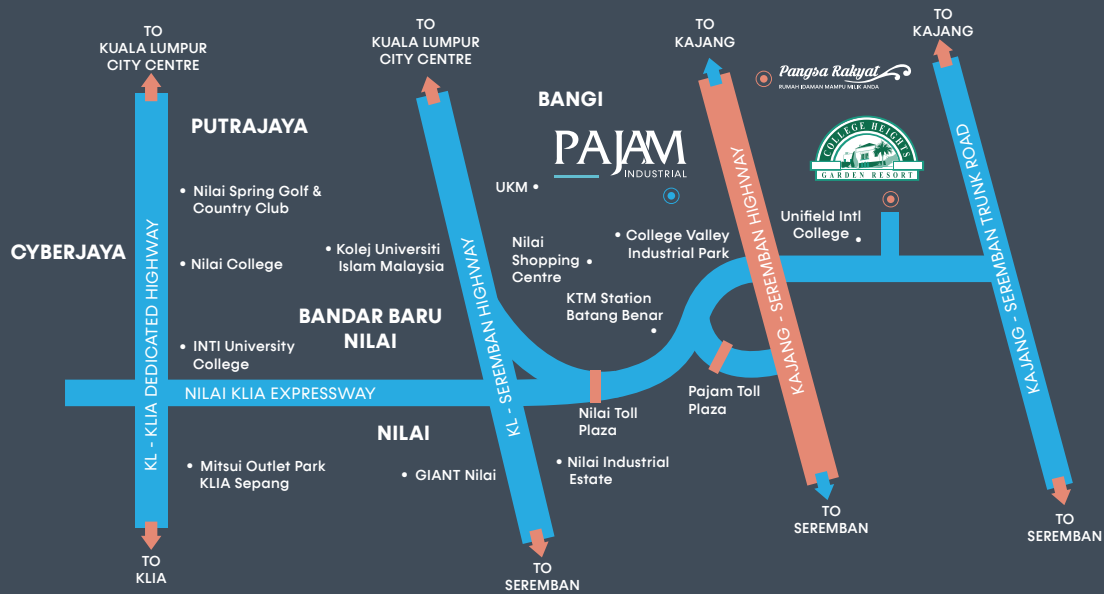 TO
KUALA LUMPUR
CITY CENTRE
TO
KUALA LUMPUR
CITY CENTRE
TO
KAJANG
TO
KAJANG
Pangsa Rakyat
RUMAH IDAMAN MAMPU MILIK ANDA
PUTRAJAYA
BANGI
PAJAM
INDUSTRIAL
COLLEGE HEIGHTS
GARDEN RESORT
UKM
Nilai Spring Golf &
Country Club
CYBERJAYA
Nilai College
Kolej Universiti
Islam Malaysia
Nilai
Shopping
Centre
College Valley
Industrial Park
Unifield Intl
College
KTM Station
Batang Benar
BANDAR BARU
NILAI
INTI University
College
KL - KLIA DEDICATED HIGHWAY
KL - SEREMBAN HIGHWAY
KAJANG - SEREMBAN HIGHWAY
KAJANG - SEREMBAN TRUNK ROAD
NILAI KLIA EXPRESSWAY
Nilai Toll
Plaza
Pajam Toll
Plaza
NILAI
Mitsui Outlet Park
KLIA Sepang
GIANT Nilai
Nilai Industrial
Estate
TO
KLIA
TO
SEREMBAN
TO
SEREMBAN
TO
SEREMBAN